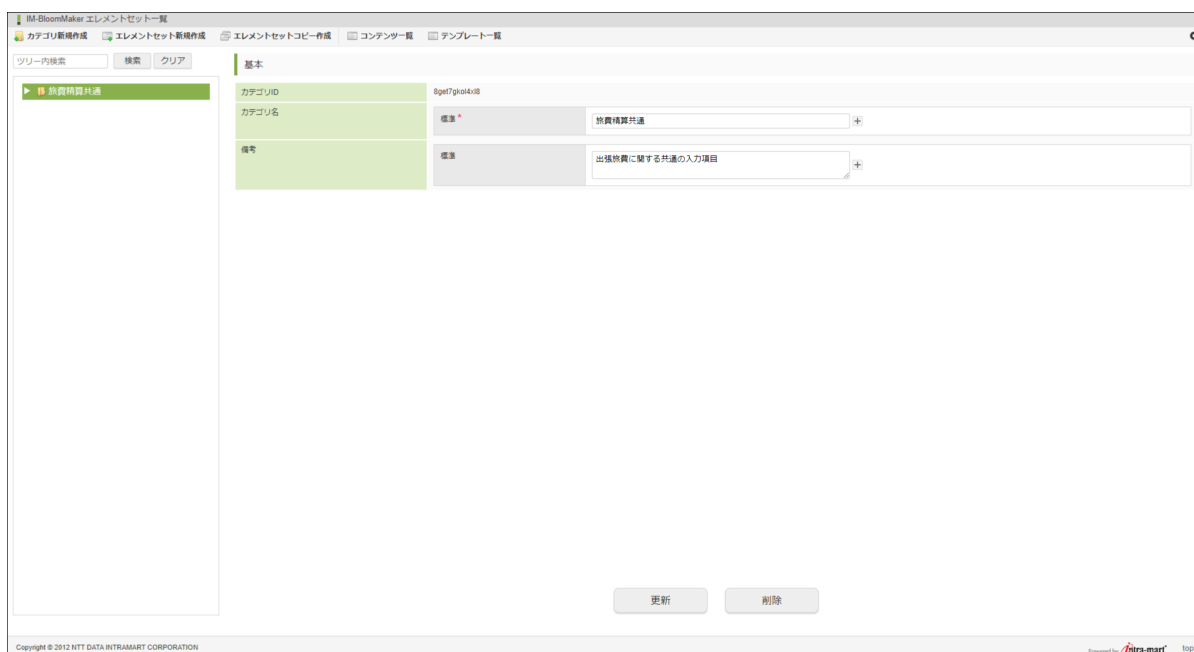 IM-BloomMaker エレメントセット一覧
カテゴリ新規作成 エレメントセット新規作成 エレメントセットコピー作成 コンテンツ一覧 テンプレート一覧
ツリー内検索 検索 クリア
基本
旅費精算共通
カテゴリID 8get7gkol4xl8
カテゴリ名 標準* 旅費精算共通
備考 標準 出張旅費に関する共通の入力項目
更新 削除
Copyright © 2012 NTT DATA INTRAMART CORPORATION
Powered by intra-mart top